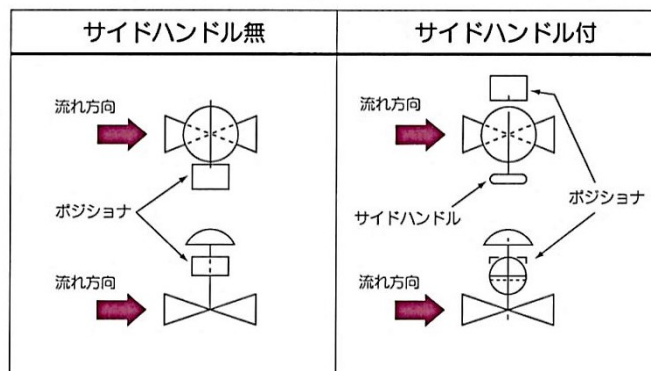 サイドハンドル無
サイドハンドル付
流れ方向
ポジショナ
流れ方向
流れ方向
サイドハンドル
ポジショナ
流れ方向